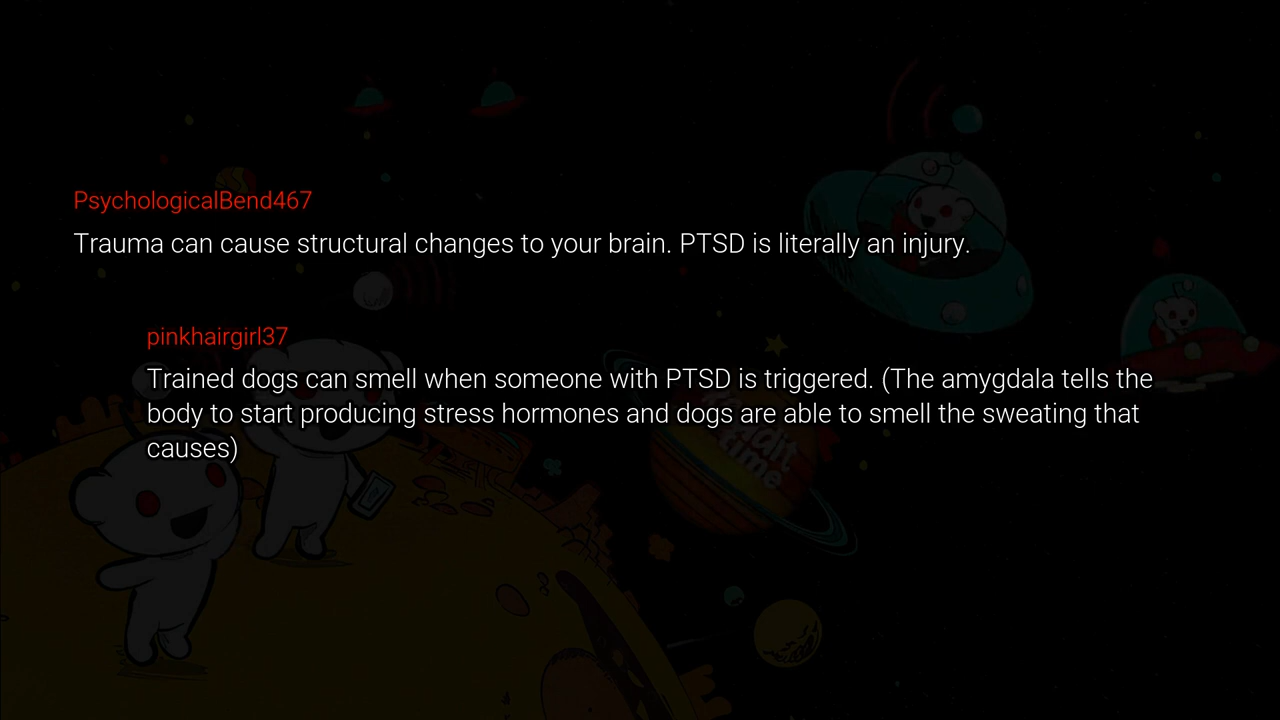 PsychologicalBend467
Trauma can cause structural changes to your brain. PTSD is literally an injury.
pinkhairgirl37
Trained dogs can smell when someone with PTSD is triggered. (The amygdala tells the
body to start producing stress hormones and dogs are able to smell the sweating that
causes)
time